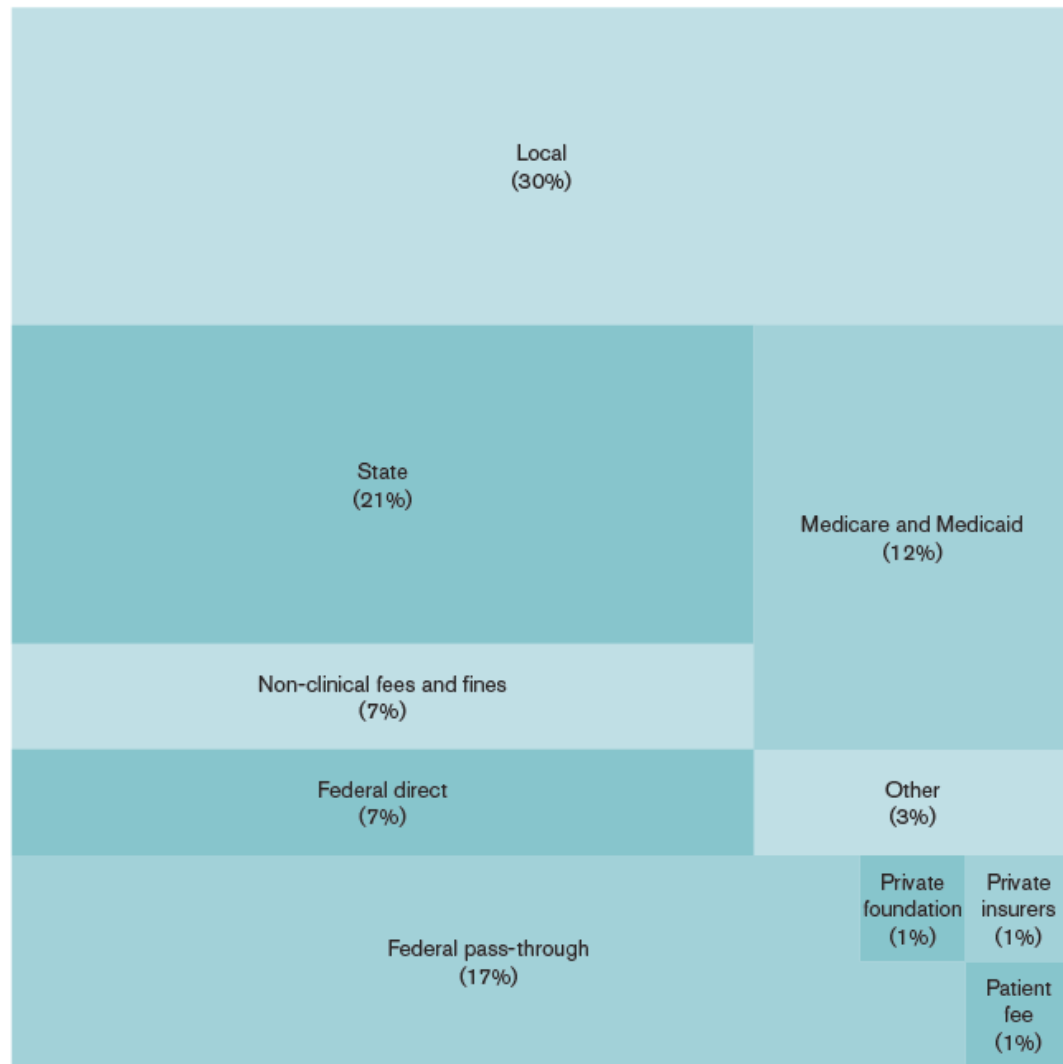 Local
(30%)
State
(21%)
Medicare and Medicaid
(12%)
Non-clinical fees and fines
(7%)
Federal direct
(7%)
Other
(3%)
Federal pass-through
(17%)
Private
foundation
(1%)
Private
insurers
(1%)
Patient
fee
(1%)